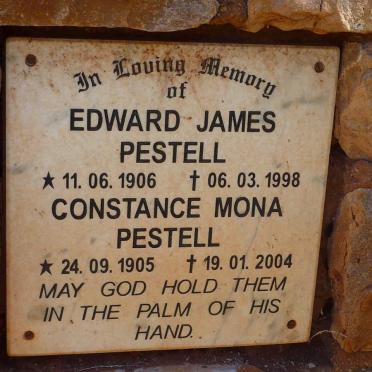 In Loving Memory
of
EDWARD JAMES
PESTELL
★ 11. 06. 1906 † 06. 03. 1998
CONSTANCE MONA
PESTELL
★ 24. 09. 1905 † 19. 01. 2004
MAY GOD HOLD THEM
IN THE PALM OF HIS
HAND.